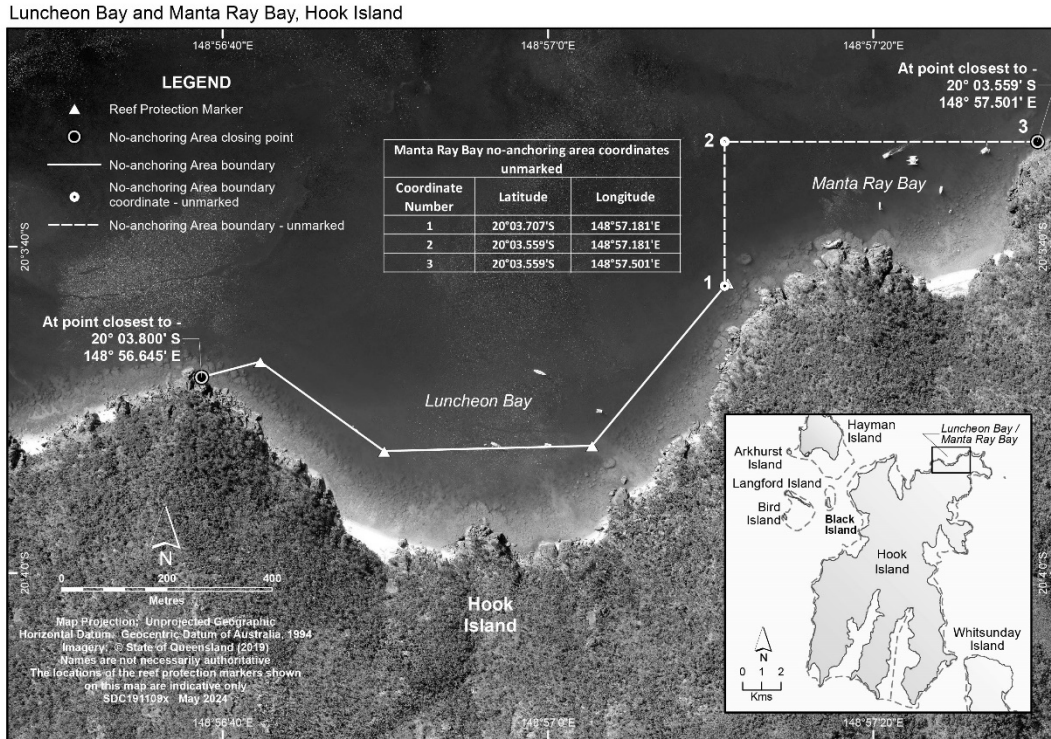 Luncheon Bay and Manta Ray Bay, Hook Island
148°56'40"E
148°57'0"E
148°57'20"E
LEGEND
Reef Protection Marker
No-anchoring Area closing point
No-anchoring Area boundary
No-anchoring Area boundary
coordinate - unmarked
No-anchoring Area boundary - unmarked
At point closest to -
20° 03.559' S
148° 57.501' E
3
2
1
Manta Ray Bay no-anchoring area coordinates
unmarked
Coordinate Number Latitude Longitude
1 20°03.707'S 148°57.181'E
2 20°03.559'S 148°57.181'E
3 20°03.559'S 148°57.501'E
Manta Ray Bay
20°3'40"S
20°3'40"S
At point closest to -
20° 03.800' S
148° 56.645' E
Luncheon Bay
Hook
Island
N
0 200 400
Metres
Map Projection: Unprojected Geographic
Horizontal Datum: Geocentric Datum of Australia, 1994
Imagery: © State of Queensland (2019)
Names are not necessarily authoritative
The locations of the reef protection markers shown
on this map are indicative only
SDC191109x May 2024
20°4'0"S
20°4'0"S
Hayman
Island
Luncheon Bay /
Manta Ray Bay
Arkhurst
Island
Langford Island
Bird
Island
Black
Island
Hook
Island
Whitsunday
Island
N
0 1 2
Kms
148°56'40"E
148°57'0"E
148°57'20"E